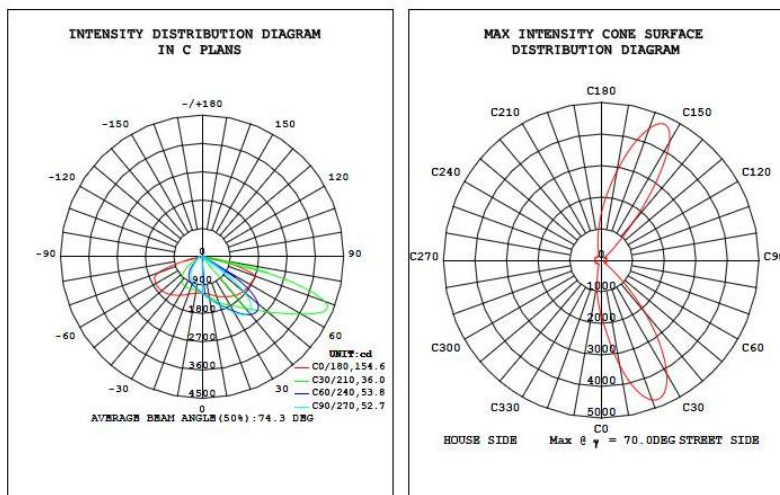 INTENSITY DISTRIBUTION DIAGRAM
IN C PLANS
-/+180
-150
150
-120
120
-90
90
-60
60
-30
30
0
0
900
1800
2700
3600
4500
UNIT:cd
C0/180,154.6
C30/210,36.0
C60/240,53.8
C90/270,52.7
AVERAGE BEAM ANGLE(50%):74.3 DEG
MAX INTENSITY CONE SURFACE
DISTRIBUTION DIAGRAM
C180
C210
C150
C240
C120
C270
C90
C300
C60
C330
C30
C0
0
1000
2000
3000
4000
5000
HOUSE SIDE
Max @ γ = 70.0DEG
STREET SIDE